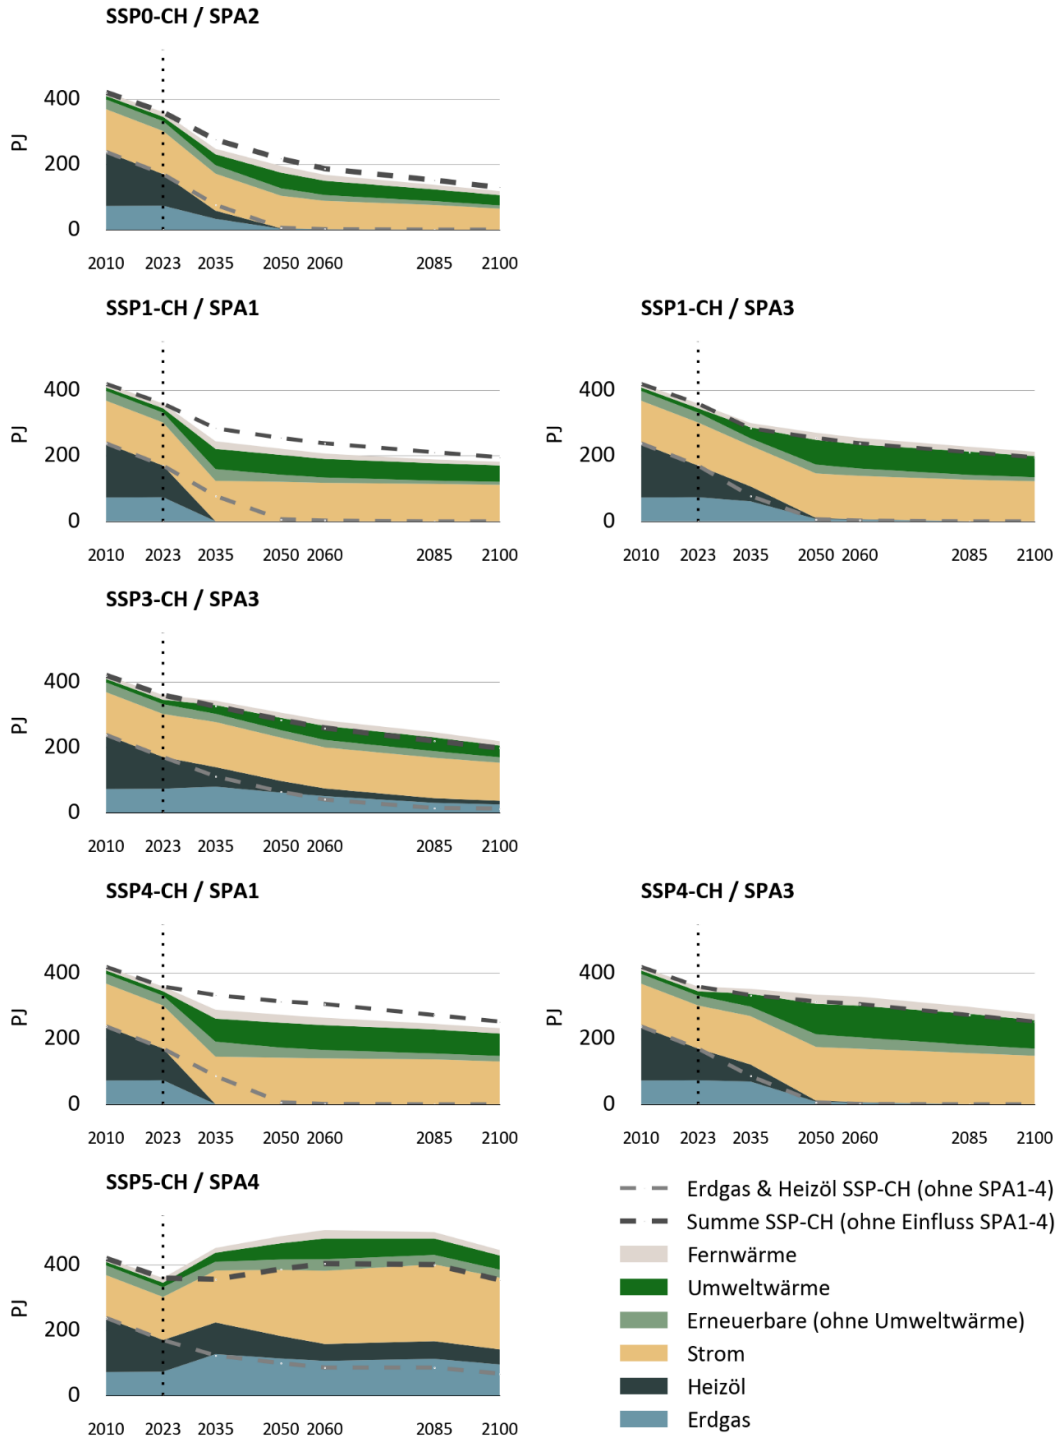 SSP0-CH / SPA2
PJ
400
200
0
2010 2023 2035 2050 2060 2085 2100
SSP1-CH / SPA1
PJ
400
200
0
2010 2023 2035 2050 2060 2085 2100
SSP1-CH / SPA3
PJ
400
200
0
2010 2023 2035 2050 2060 2085 2100
SSP3-CH / SPA3
PJ
400
200
0
2010 2023 2035 2050 2060 2085 2100
SSP4-CH / SPA1
PJ
400
200
0
2010 2023 2035 2050 2060 2085 2100
SSP4-CH / SPA3
PJ
400
200
0
2010 2023 2035 2050 2060 2085 2100
SSP5-CH / SPA4
PJ
400
200
0
2010 2023 2035 2050 2060 2085 2100
Erdgas & Heizöl SSP-CH (ohne SPA1-4)
Summe SSP-CH (ohne Einfluss SPA1-4)
Fernwärme
Umweltwärme
Erneuerbare (ohne Umweltwärme)
Strom
Heizöl
Erdgas